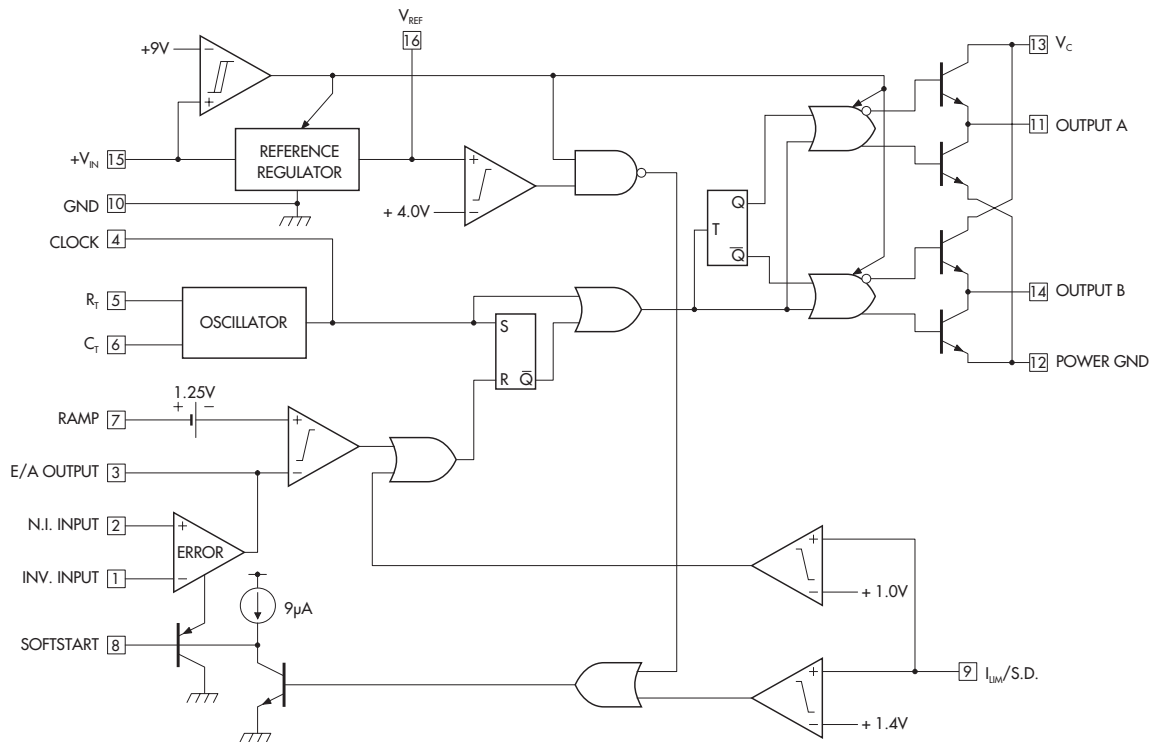 V_REF
16
+9V
−
+
+V_IN 15
REFERENCE
REGULATOR
GND 10
CLOCK 4
+
−
+ 4.0V
R_T 5
C_T 6
OSCILLATOR
S
R Q̅
T
Q
Q̅
13 V_C
11 OUTPUT A
14 OUTPUT B
12 POWER GND
1.25V
+ −
RAMP 7
+
−
E/A OUTPUT 3
N.I. INPUT 2
+
ERROR
−
INV. INPUT 1
9µA
SOFTSTART 8
+
−
+ 1.0V
+
−
+ 1.4V
9 I_LIM/S.D.